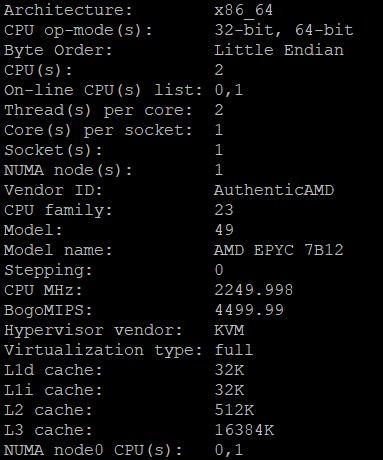 Architecture: x86_64
CPU op-mode(s): 32-bit, 64-bit
Byte Order: Little Endian
CPU(s): 2
On-line CPU(s) list: 0,1
Thread(s) per core: 2
Core(s) per socket: 1
Socket(s): 1
NUMA node(s): 1
Vendor ID: AuthenticAMD
CPU family: 23
Model: 49
Model name: AMD EPYC 7B12
Stepping: 0
CPU MHz: 2249.998
BogoMIPS: 4499.99
Hypervisor vendor: KVM
Virtualization type: full
L1d cache: 32K
L1i cache: 32K
L2 cache: 512K
L3 cache: 16384K
NUMA node0 CPU(s): 0,1